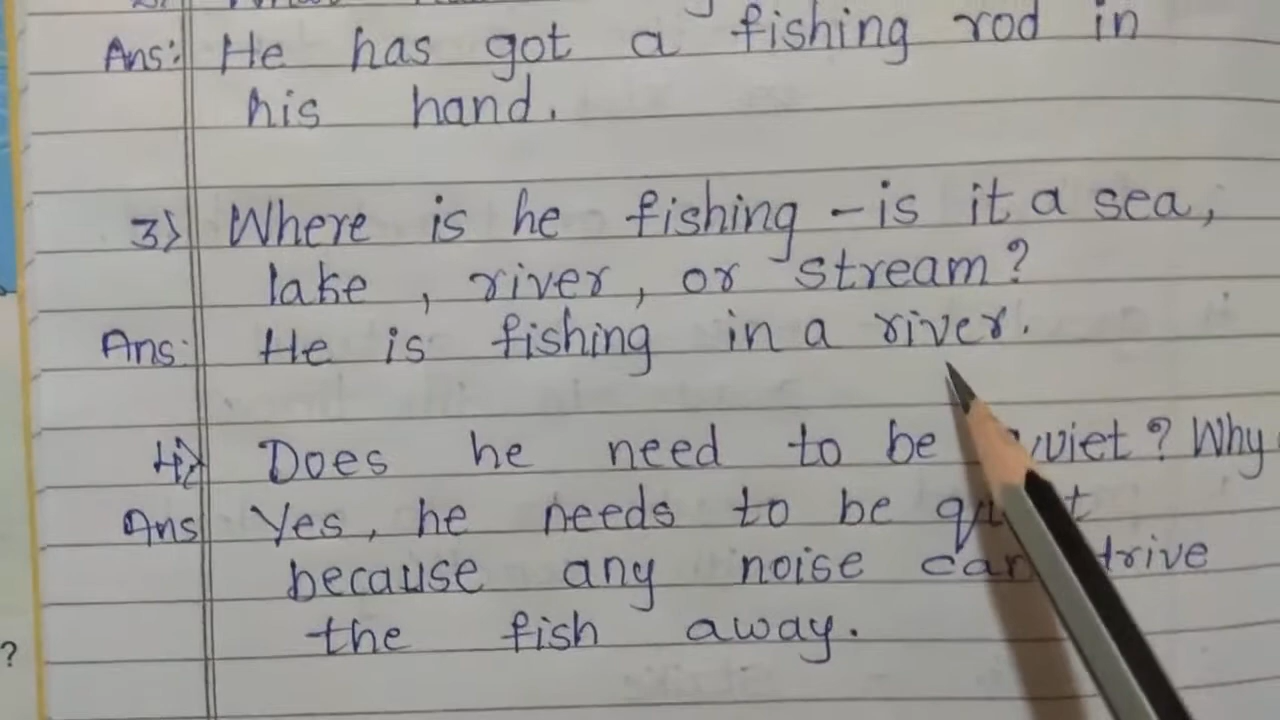 Ans: He has got a fishing rod in
his hand.
3) Where is he fishing - is it a sea,
lake, river, or stream?
Ans: He is fishing in a river.
4) Does he need to be ? Why
Ans Yes, he needs to be
because any noise can
the fish away.
?